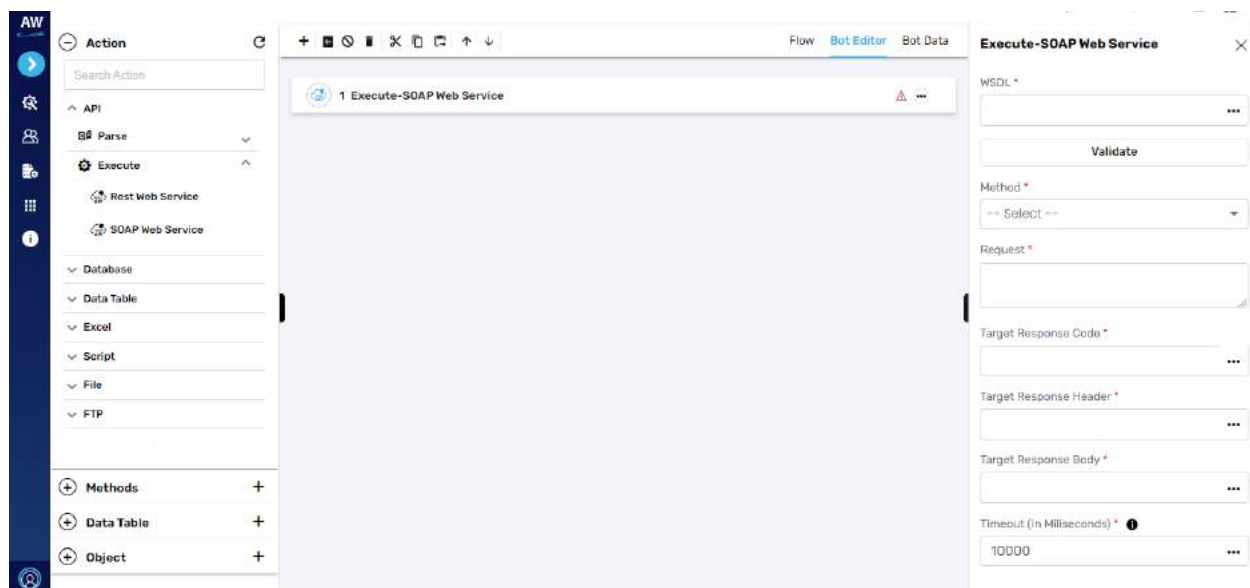 AW
Action
Search Action
API
Parse
Execute
Rest Web Service
SOAP Web Service
Database
Data Table
Excel
Script
File
FTP
Methods
Data Table
Object
Flow Bot Editor Bot Data
1 Execute-SOAP Web Service
Execute-SOAP Web Service
WSDL *
Validate
Method *
-- Select --
Request *
Target Response Code *
Target Response Header *
Target Response Body *
Timeout (in Miliseconds) *
10000